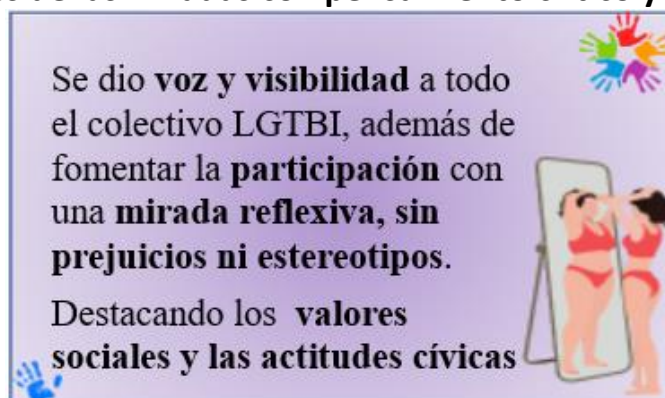 Se dio voz y visibilidad a todo
el colectivo LGTBI, además de
fomentar la participación con
una mirada reflexiva, sin
prejuicios ni estereotipos.
Destacando los valores
sociales y las actitudes cívicas